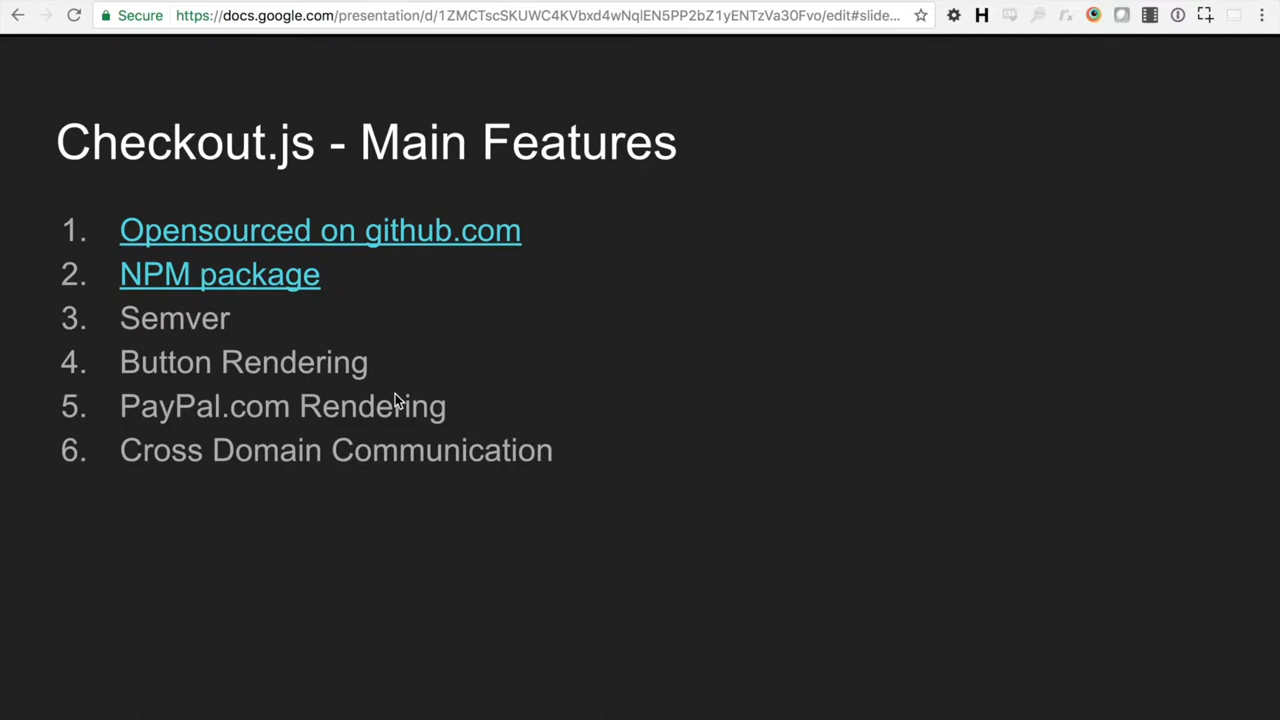 Secure https://docs.google.com/presentation/d/1ZMCTscSKUWC4KVbxd4wNqlEN5PP2bZ1yENTzVa30Fvo/edit#slide...
Checkout.js - Main Features
1. Opensourced on github.com
2. NPM package
3. Semver
4. Button Rendering
5. PayPal.com Rendering
6. Cross Domain Communication